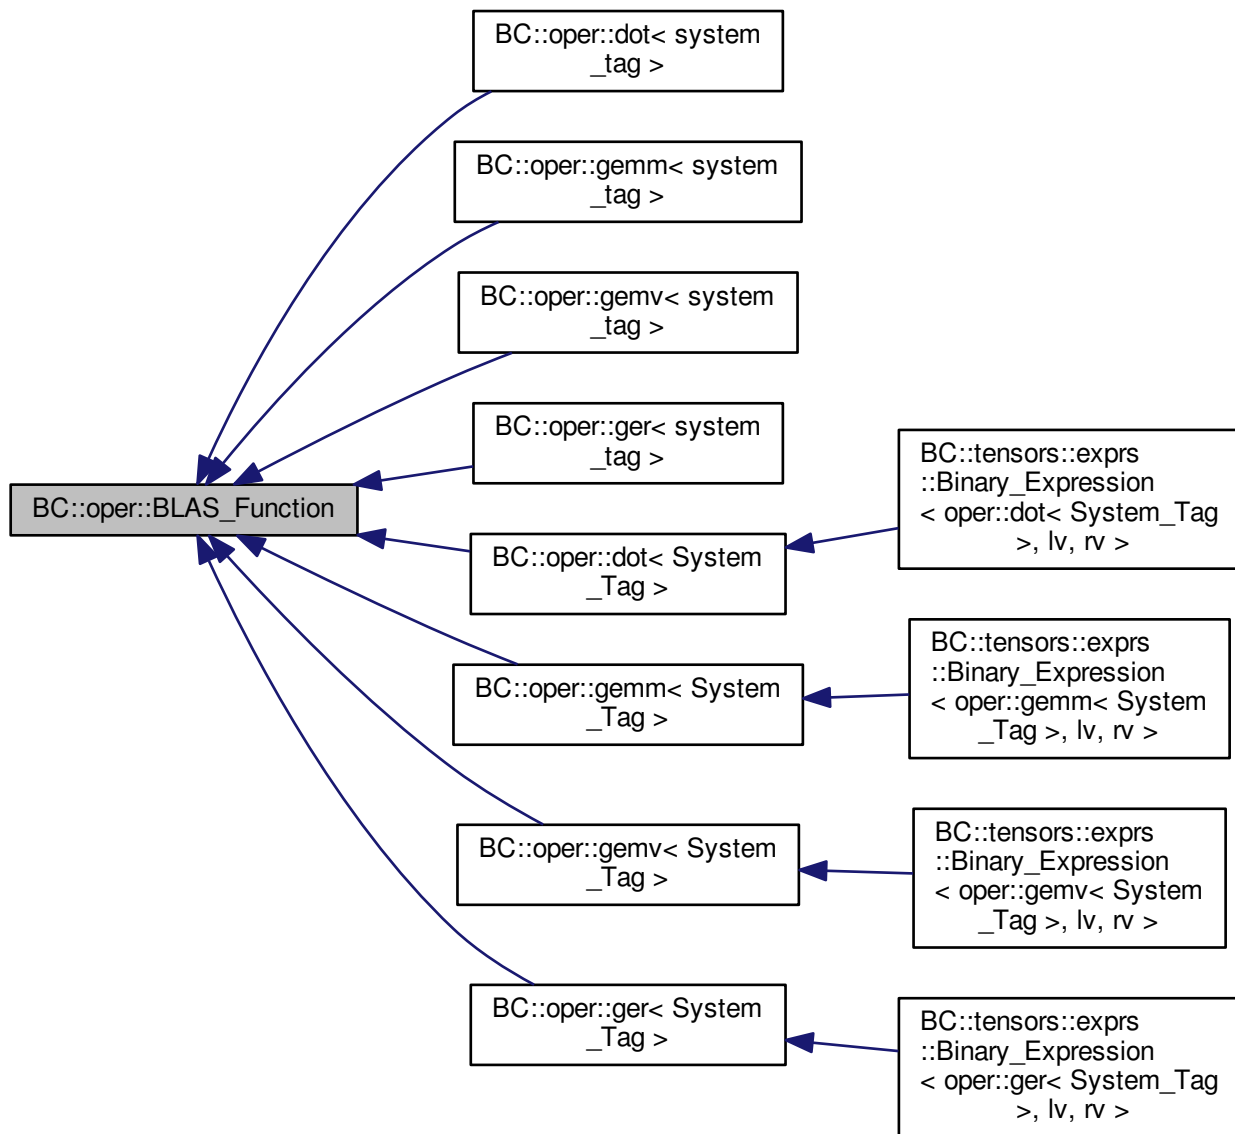 BC::oper::dot< system
_tag >
BC::oper::gemm< system
_tag >
BC::oper::gemv< system
_tag >
BC::oper::ger< system
_tag >
BC::oper::BLAS_Function
BC::oper::dot< System
_Tag >
BC::oper::gemm< System
_Tag >
BC::oper::gemv< System
_Tag >
BC::oper::ger< System
_Tag >
BC::tensors::exprs
::Binary_Expression
< oper::dot< System_Tag
>, lv, rv >
BC::tensors::exprs
::Binary_Expression
< oper::gemm< System
_Tag >, lv, rv >
BC::tensors::exprs
::Binary_Expression
< oper::gemv< System
_Tag >, lv, rv >
BC::tensors::exprs
::Binary_Expression
< oper::ger< System_Tag
>, lv, rv >